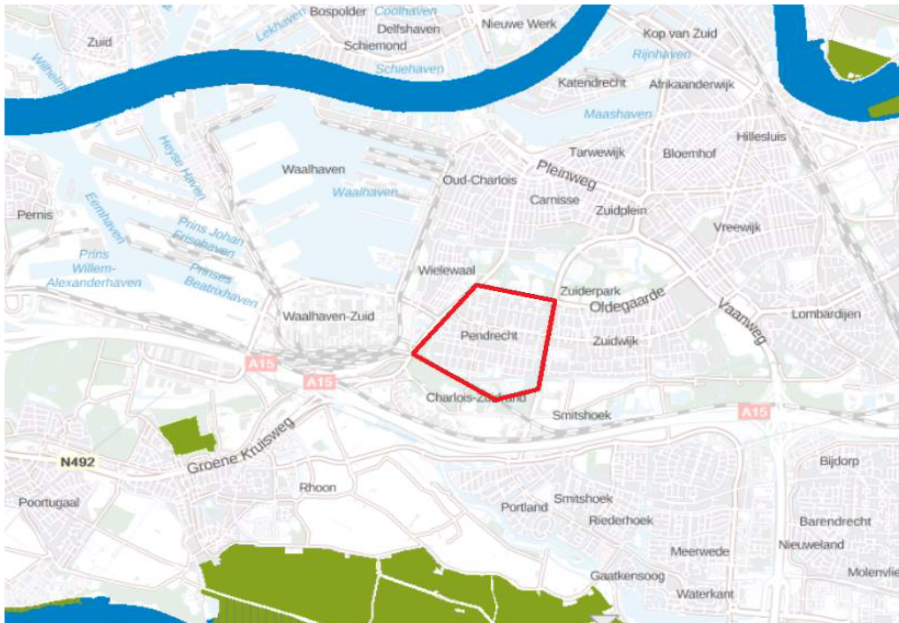 Bospolder
Coolhaven
Nieuwe Werk
Lekhaven
Delfshaven
Kop van Zuid
Zuid
Schiemond
Rijnhaven
Schiehaven
Katendrecht
Afrikaanderwijk
Maashaven
Hillesluis
Heyse Haven
Tarwewijk
Bloemhof
Waalhaven
Pleinweg
Oud-Charlois
Waalhaven
Carnisse
Zuidplein
Pernis
Eemhaven
Prins Johan
Frisohaven
Vreewijk
Prins
Willem-
Alexanderhaven
Prinses
Beatrixhaven
Wielewaal
Zuiderpark
Oldegaarde
Waalhaven-Zuid
Vaanweg
Lombardijen
Pendrecht
Zuidwijk
A15
A15
Charlois-Zuidrand
Smitshoek
A15
Groene Kruisweg
N492
Bijdorp
Rhoon
Poortugaal
Portland
Smitshoek
Riederhoek
Barendrecht
Nieuweland
Meerwede
Gaatkensoog
Waterkant